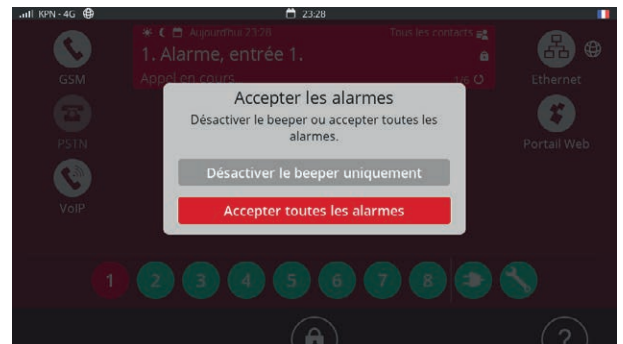 KPN - 4G
23:28
Aujourd'hui 23:28
Tous les contacts
1. Alarme, entrée 1.
Appel en cours
1/6
GSM
Ethernet
PSTN
Portail Web
VoIP
Accepter les alarmes
Désactiver le beeper ou accepter toutes les
alarmes.
Désactiver le beeper uniquement
Accepter toutes les alarmes
1 2 3 4 5 6 7 8
?